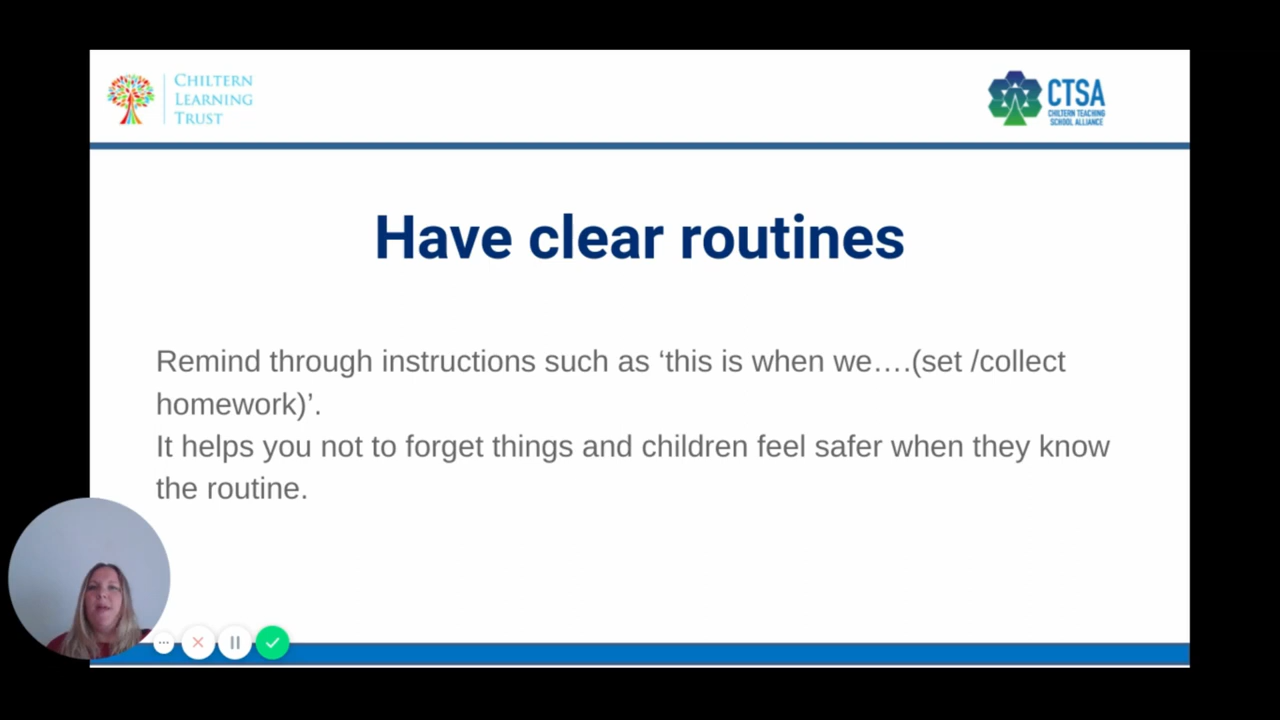 CHILTERN
LEARNING
TRUST
CTSA
CHILTERN TEACHING
SCHOOL ALLIANCE
Have clear routines
Remind through instructions such as ‘this is when we….(set /collect
homework)’.
It helps you not to forget things and children feel safer when they know
the routine.